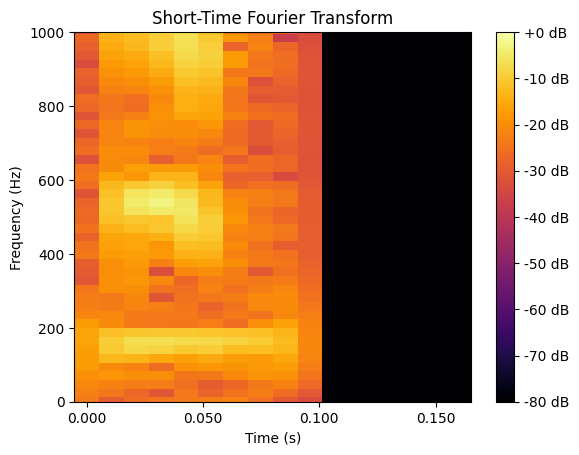 Short-Time Fourier Transform
1000
800
600
400
200
0
Frequency (Hz)
0.000
0.050
0.100
0.150
Time (s)
+0 dB
-10 dB
-20 dB
-30 dB
-40 dB
-50 dB
-60 dB
-70 dB
-80 dB